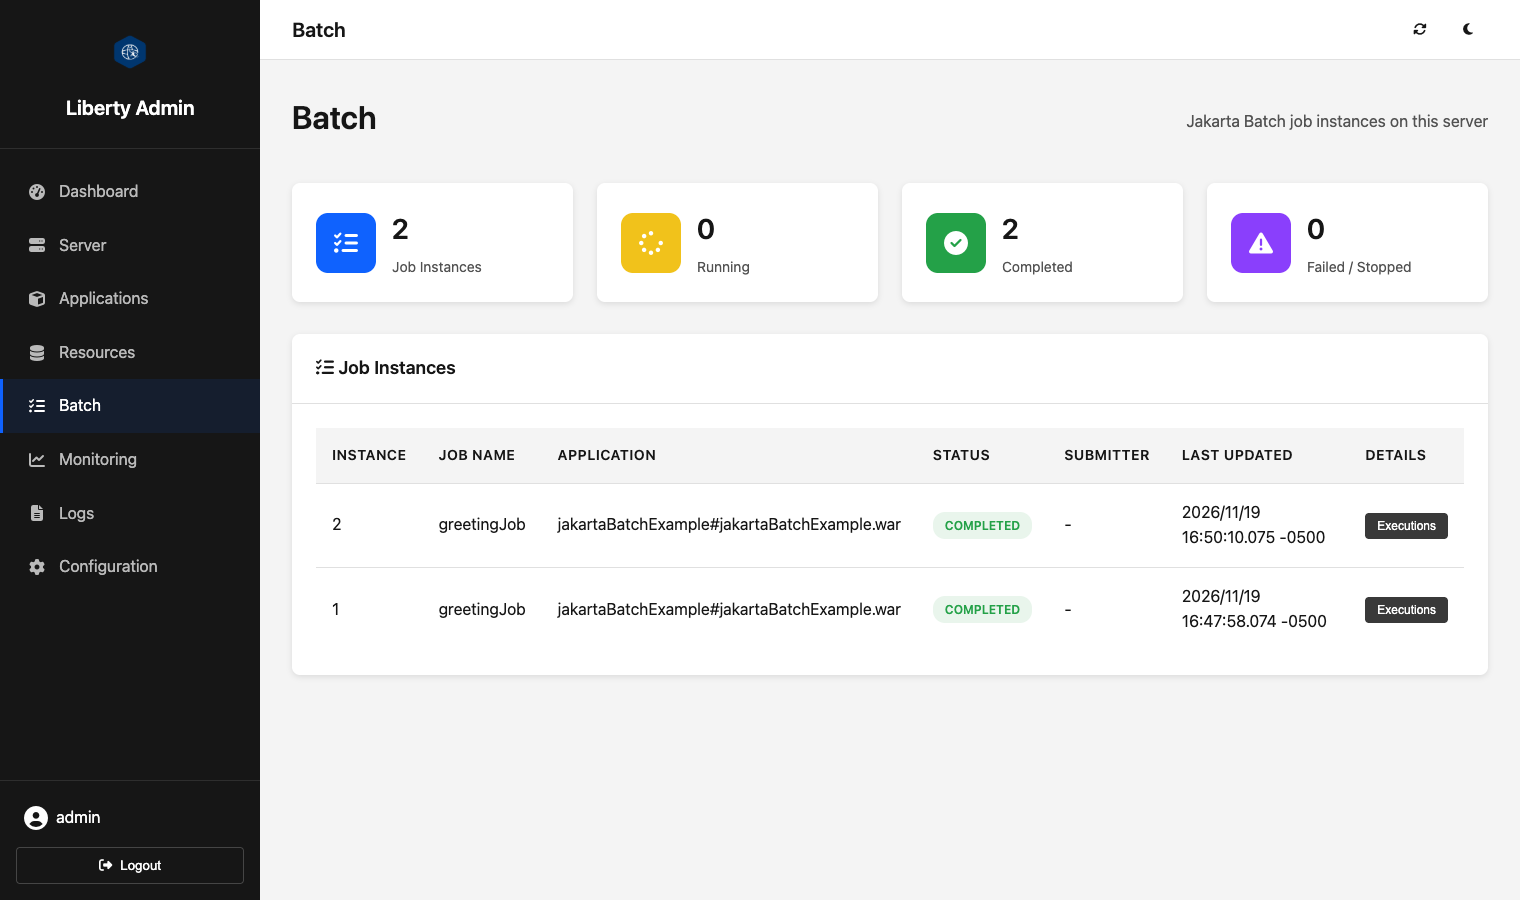 Liberty Admin
Dashboard
Server
Applications
Resources
Batch
Monitoring
Logs
Configuration
admin
Logout
Batch
Batch
Jakarta Batch job instances on this server
2
Job Instances
0
Running
2
Completed
0
Failed / Stopped
Job Instances
INSTANCE JOB NAME APPLICATION STATUS SUBMITTER LAST UPDATED DETAILS
2 greetingJob jakartaBatchExample#jakartaBatchExample.war COMPLETED - 2026/11/19
16:50:10.075 -0500 Executions
1 greetingJob jakartaBatchExample#jakartaBatchExample.war COMPLETED - 2026/11/19
16:47:58.074 -0500 Executions